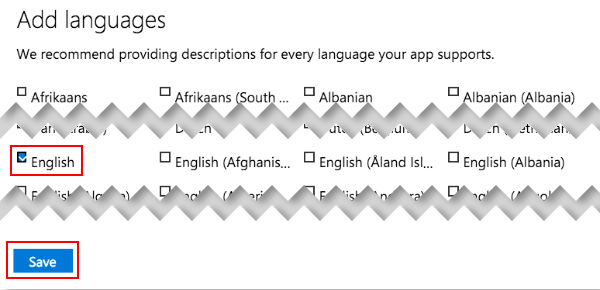 Add languages
We recommend providing descriptions for every language your app supports.
Afrikaans
Afrikaans (South ...
Albanian
Albanian (Albania)
English
English (Afghanis...
English (Åland Isl...
English (Albania)
Save